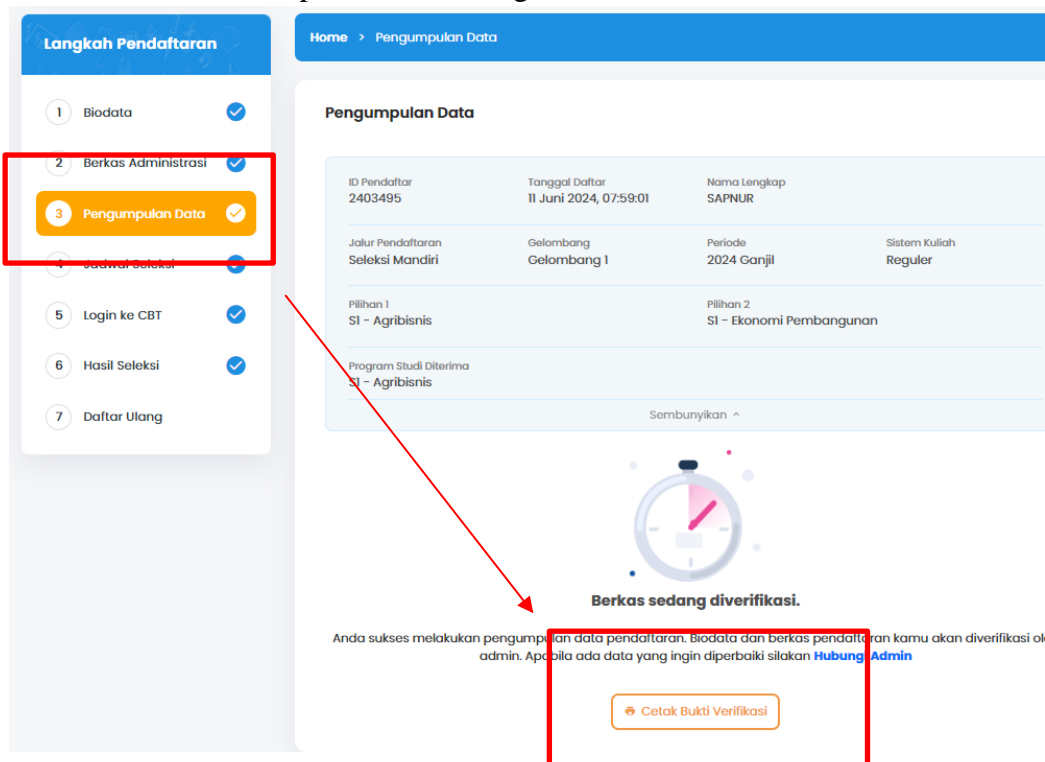 Langkah Pendaftaran
1 Biodata
2 Berkas Administrasi
3 Pengumpulan Data
4 Jadwal Seleksi
5 Login ke CBT
6 Hasil Seleksi
7 Daftar Ulang
Home > Pengumpulan Data
Pengumpulan Data
ID Pendaftar Tanggal Daftar Nama Lengkap
2403495 11 Juni 2024, 07:59:01 SAPNUR
Jalur Pendaftaran Gelombang Periode Sistem Kuliah
Seleksi Mandiri Gelombang 1 2024 Ganjil Reguler
Pilihan 1 Pilihan 2
S1 - Agribisnis S1 - Ekonomi Pembangunan
Program Studi Diterima
S1 - Agribisnis
Sembunyikan
Berkas sedang diverifikasi.
Anda sukses melakukan pengumpulan data pendaftaran. Biodata dan berkas pendaftaran kamu akan diverifikasi ol
admin. Apabila ada data yang ingin diperbaiki silakan Hubungi Admin
Cetak Bukti Verifikasi